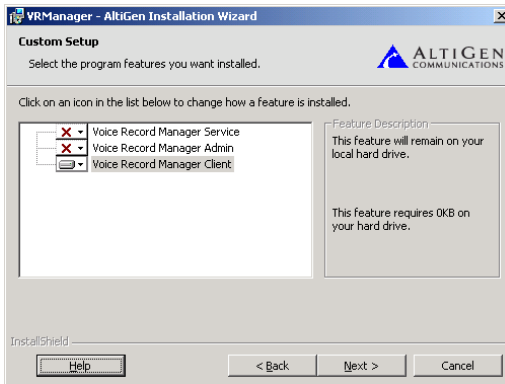 VRManager - AltiGen Installation Wizard
Custom Setup
Select the program features you want installed.
ALTIGEN
COMMUNICATIONS
Click on an icon in the list below to change how a feature is installed.
Voice Record Manager Service
Voice Record Manager Admin
Voice Record Manager Client
Feature Description
This feature will remain on your
local hard drive.
This feature requires 0KB on
your hard drive.
InstallShield
Help
< Back
Next >
Cancel